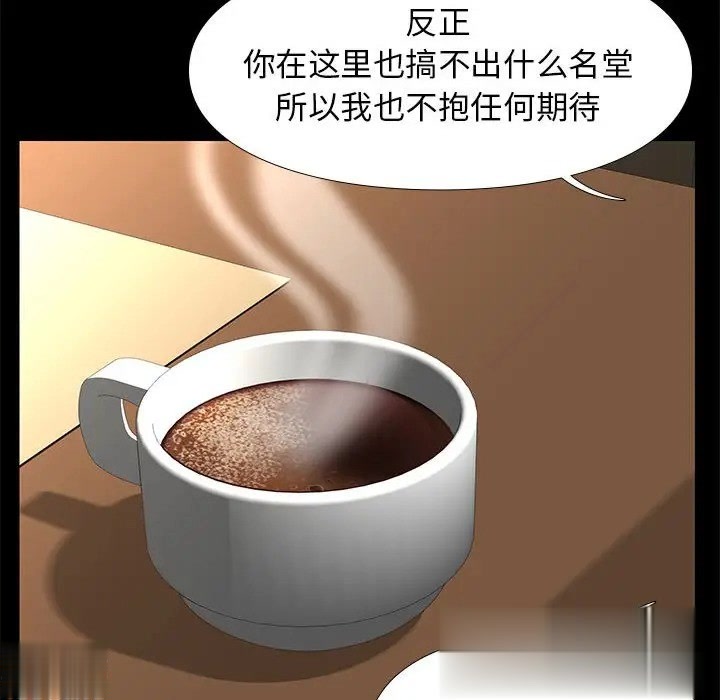 反正
你在这里也搞不出什么名堂
所以我也不抱任何期待